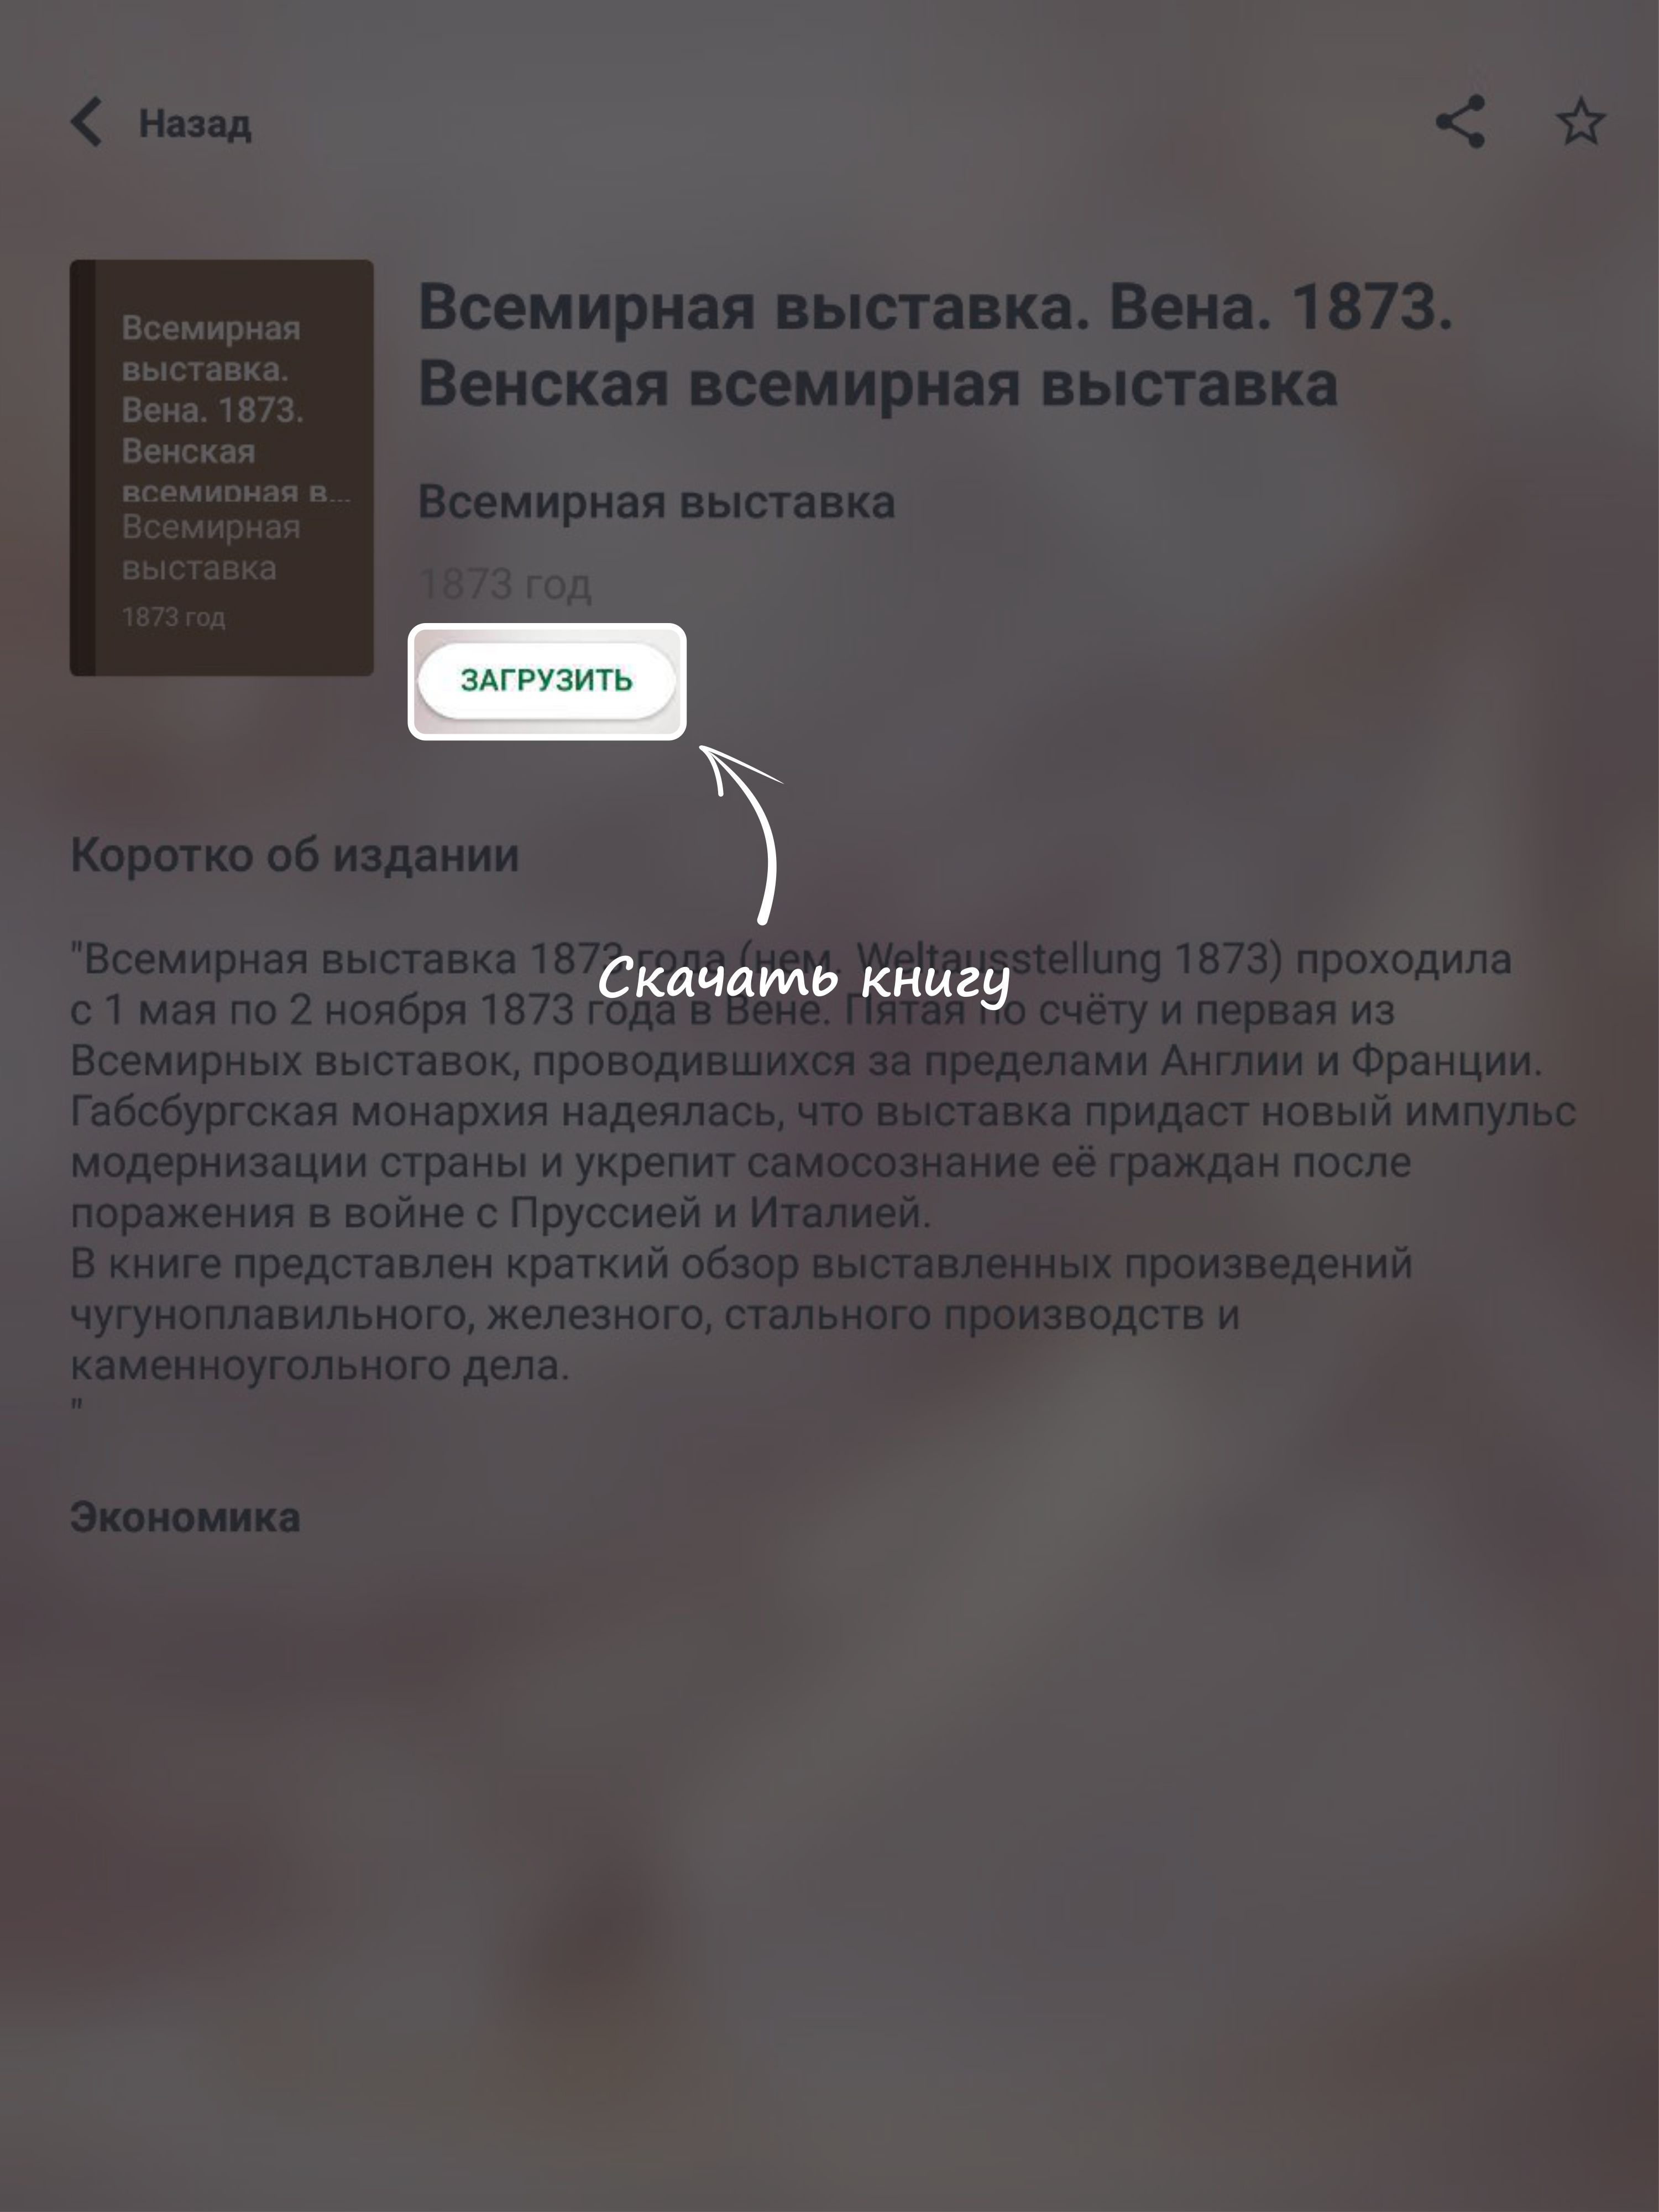 Назад
Всемирная
выставка.
Вена. 1873.
Венская
всемирная в...
Всемирная
выставка
1873 год
Всемирная выставка. Вена. 1873.
Венская всемирная выставка
Всемирная выставка
1873 год
ЗАГРУЗИТЬ
Скачать книгу
Коротко об издании
"Всемирная выставка 1873 года (нем. Weltausstellung 1873) проходила
с 1 мая по 2 ноября 1873 года в Вене. Пятая по счёту и первая из
Всемирных выставок, проводившихся за пределами Англии и Франции.
Габсбургская монархия надеялась, что выставка придаст новый импульс
модернизации страны и укрепит самосознание её граждан после
поражения в войне с Пруссией и Италией.
В книге представлен краткий обзор выставленных произведений
чугуноплавильного, железного, стального производств и
каменноугольного дела.
"
Экономика